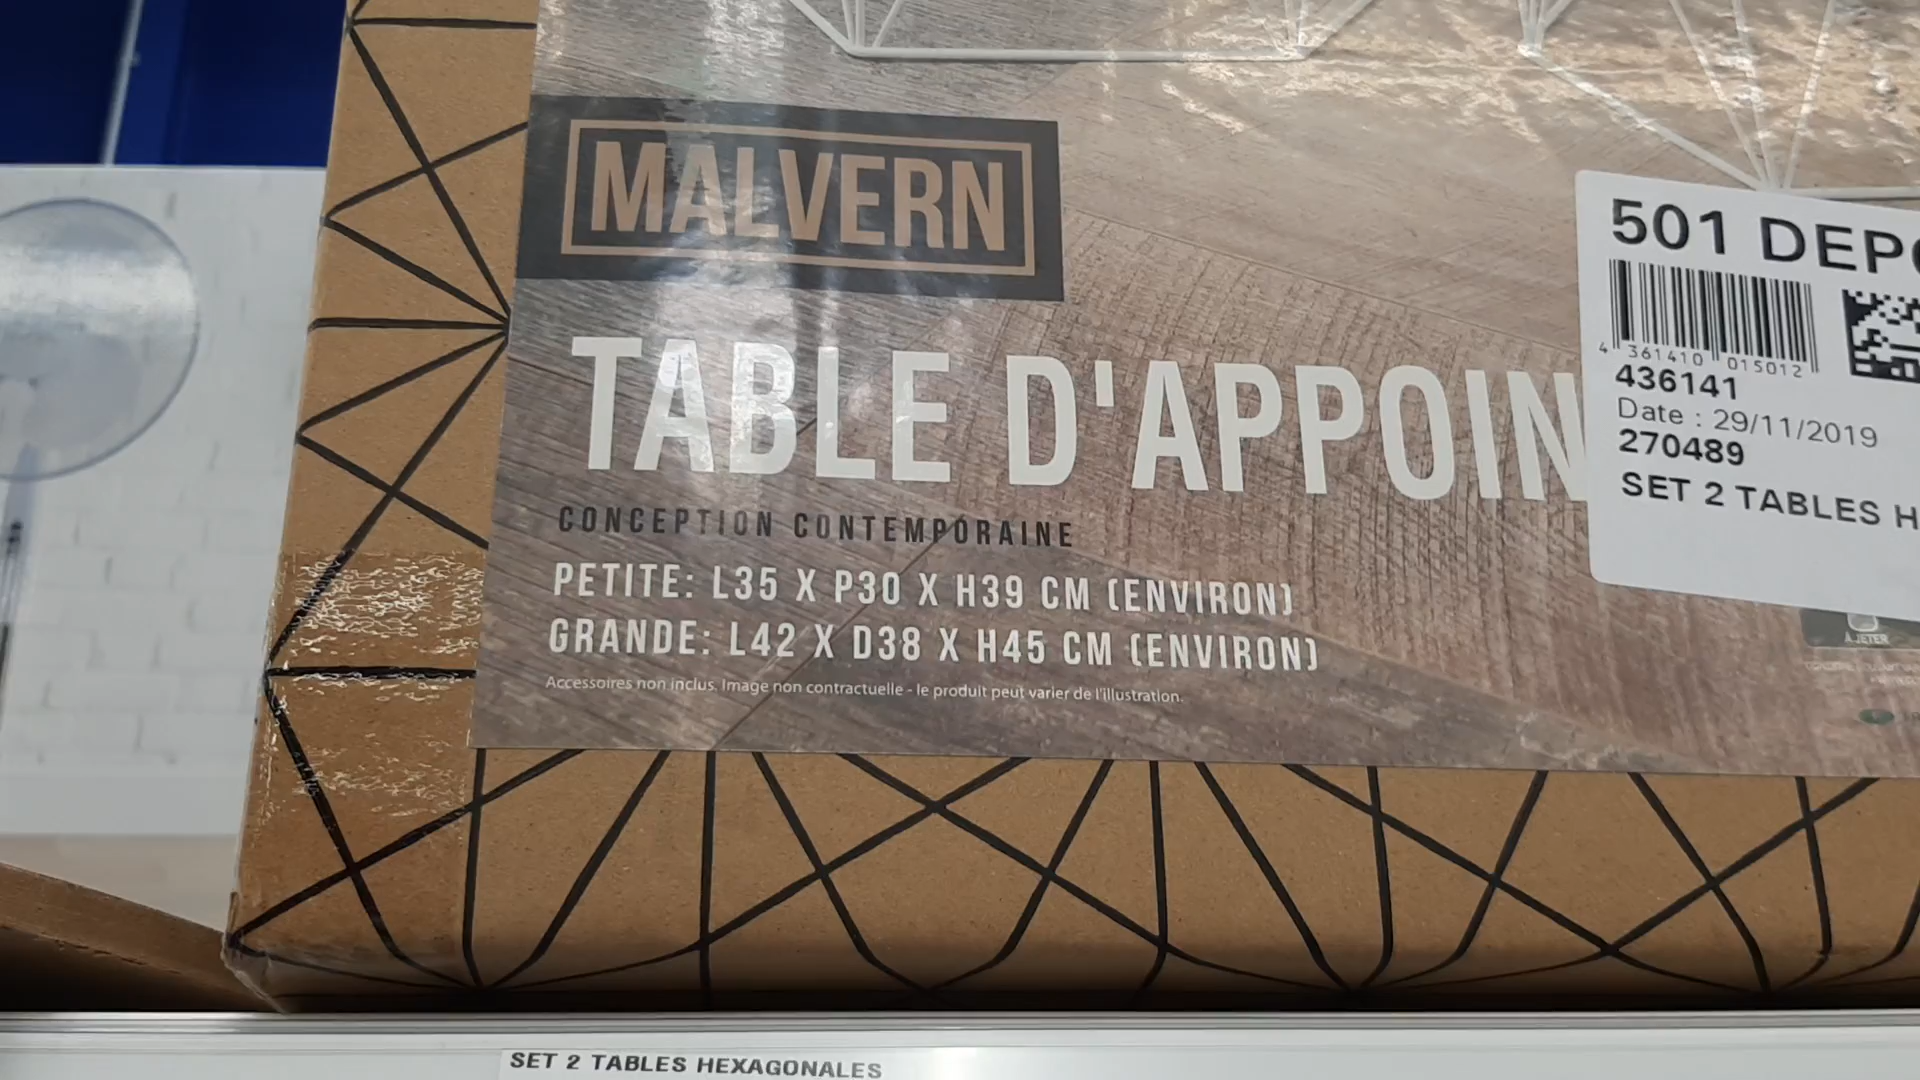 MALVERN
TABLE D'APPOIN
CONCEPTION CONTEMPORAINE
PETITE: L35 X P30 X H39 CM (ENVIRON)
GRANDE: L42 X D38 X H45 CM (ENVIRON)
Accessoires non inclus. Image non contractuelle - le produit peut varier de l'illustration.
501 DEPO
4 361410 015012
436141
Date : 29/11/2019
270489
SET 2 TABLES H
À JETER
SET 2 TABLES HEXAGONALES